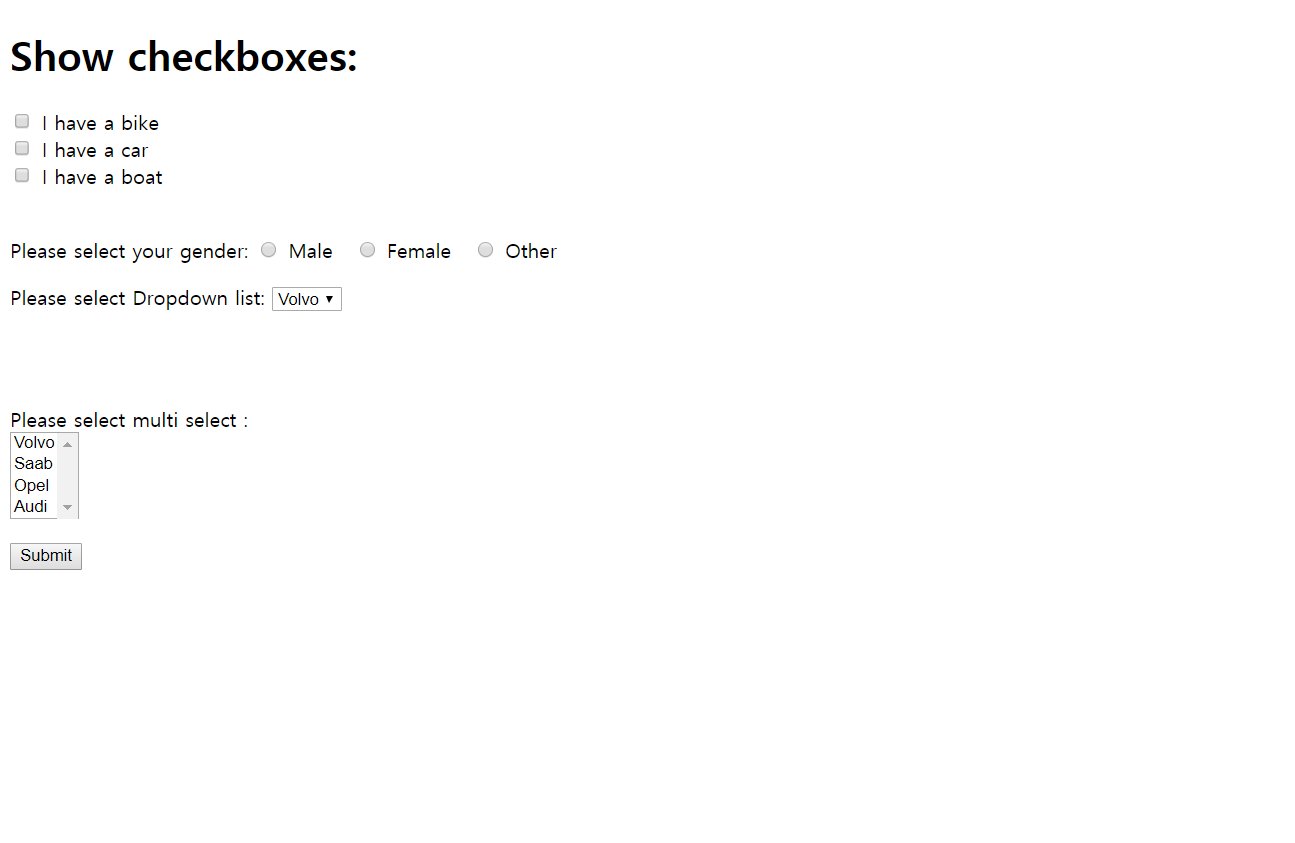 Show checkboxes:
I have a bike
I have a car
I have a boat
Please select your gender: Male Female Other
Please select Dropdown list: Volvo
Please select multi select :
Volvo
Saab
Opel
Audi
Submit